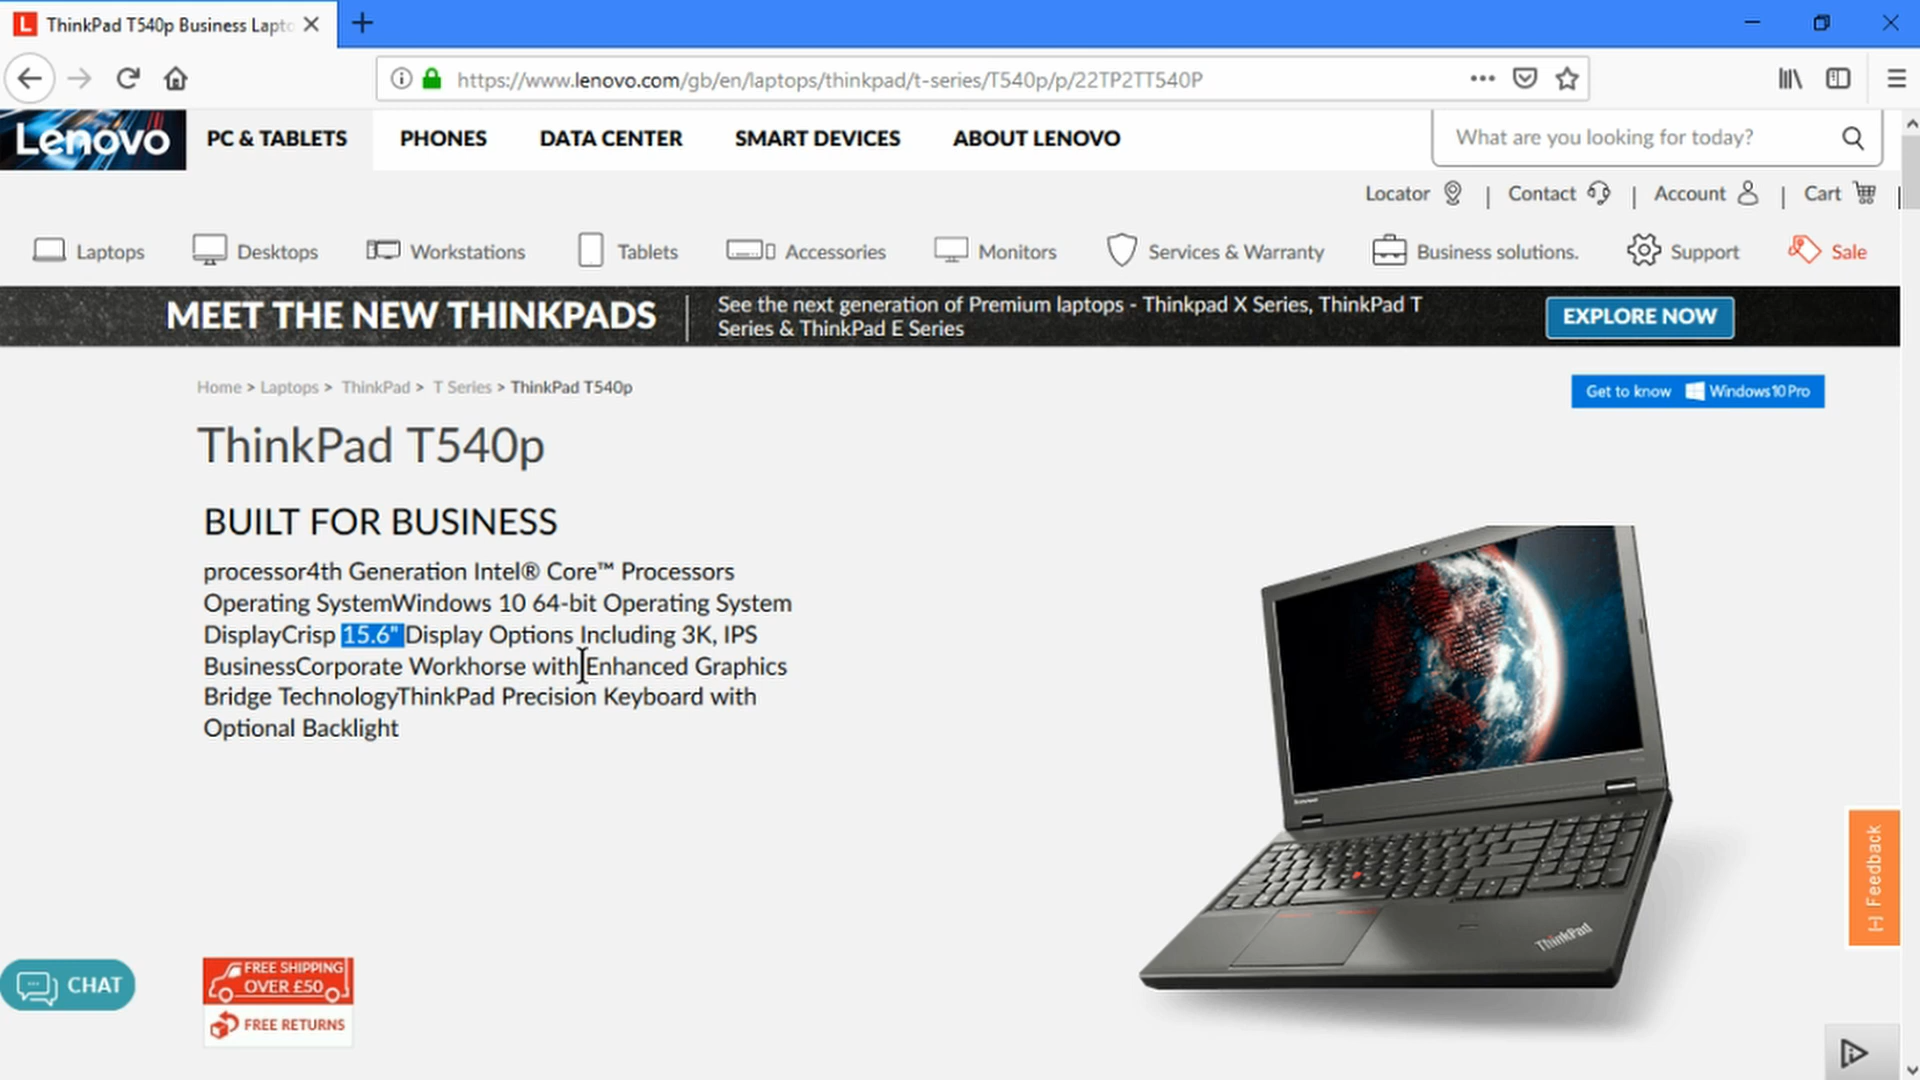 ThinkPad T540p Business Lapto
https://www.lenovo.com/gb/en/laptops/thinkpad/t-series/T540p/p/22TP2TT540P
Lenovo PC & TABLETS PHONES DATA CENTER SMART DEVICES ABOUT LENOVO What are you looking for today?
Locator | Contact | Account | Cart
Laptops Desktops Workstations Tablets Accessories Monitors Services & Warranty Business solutions. Support Sale
MEET THE NEW THINKPADS See the next generation of Premium laptops - Thinkpad X Series, ThinkPad T
Series & ThinkPad E Series
EXPLORE NOW
Home > Laptops > ThinkPad > T Series > ThinkPad T540p
Get to know Windows 10 Pro
ThinkPad T540p
BUILT FOR BUSINESS
processor4th Generation Intel® Core™ Processors
Operating SystemWindows 10 64-bit Operating System
DisplayCrisp 15.6" Display Options Including 3K, IPS
BusinessCorporate Workhorse with Enhanced Graphics
Bridge TechnologyThinkPad Precision Keyboard with
Optional Backlight
ThinkPad
[-] Feedback
CHAT
FREE SHIPPING
OVER £50
FREE RETURNS